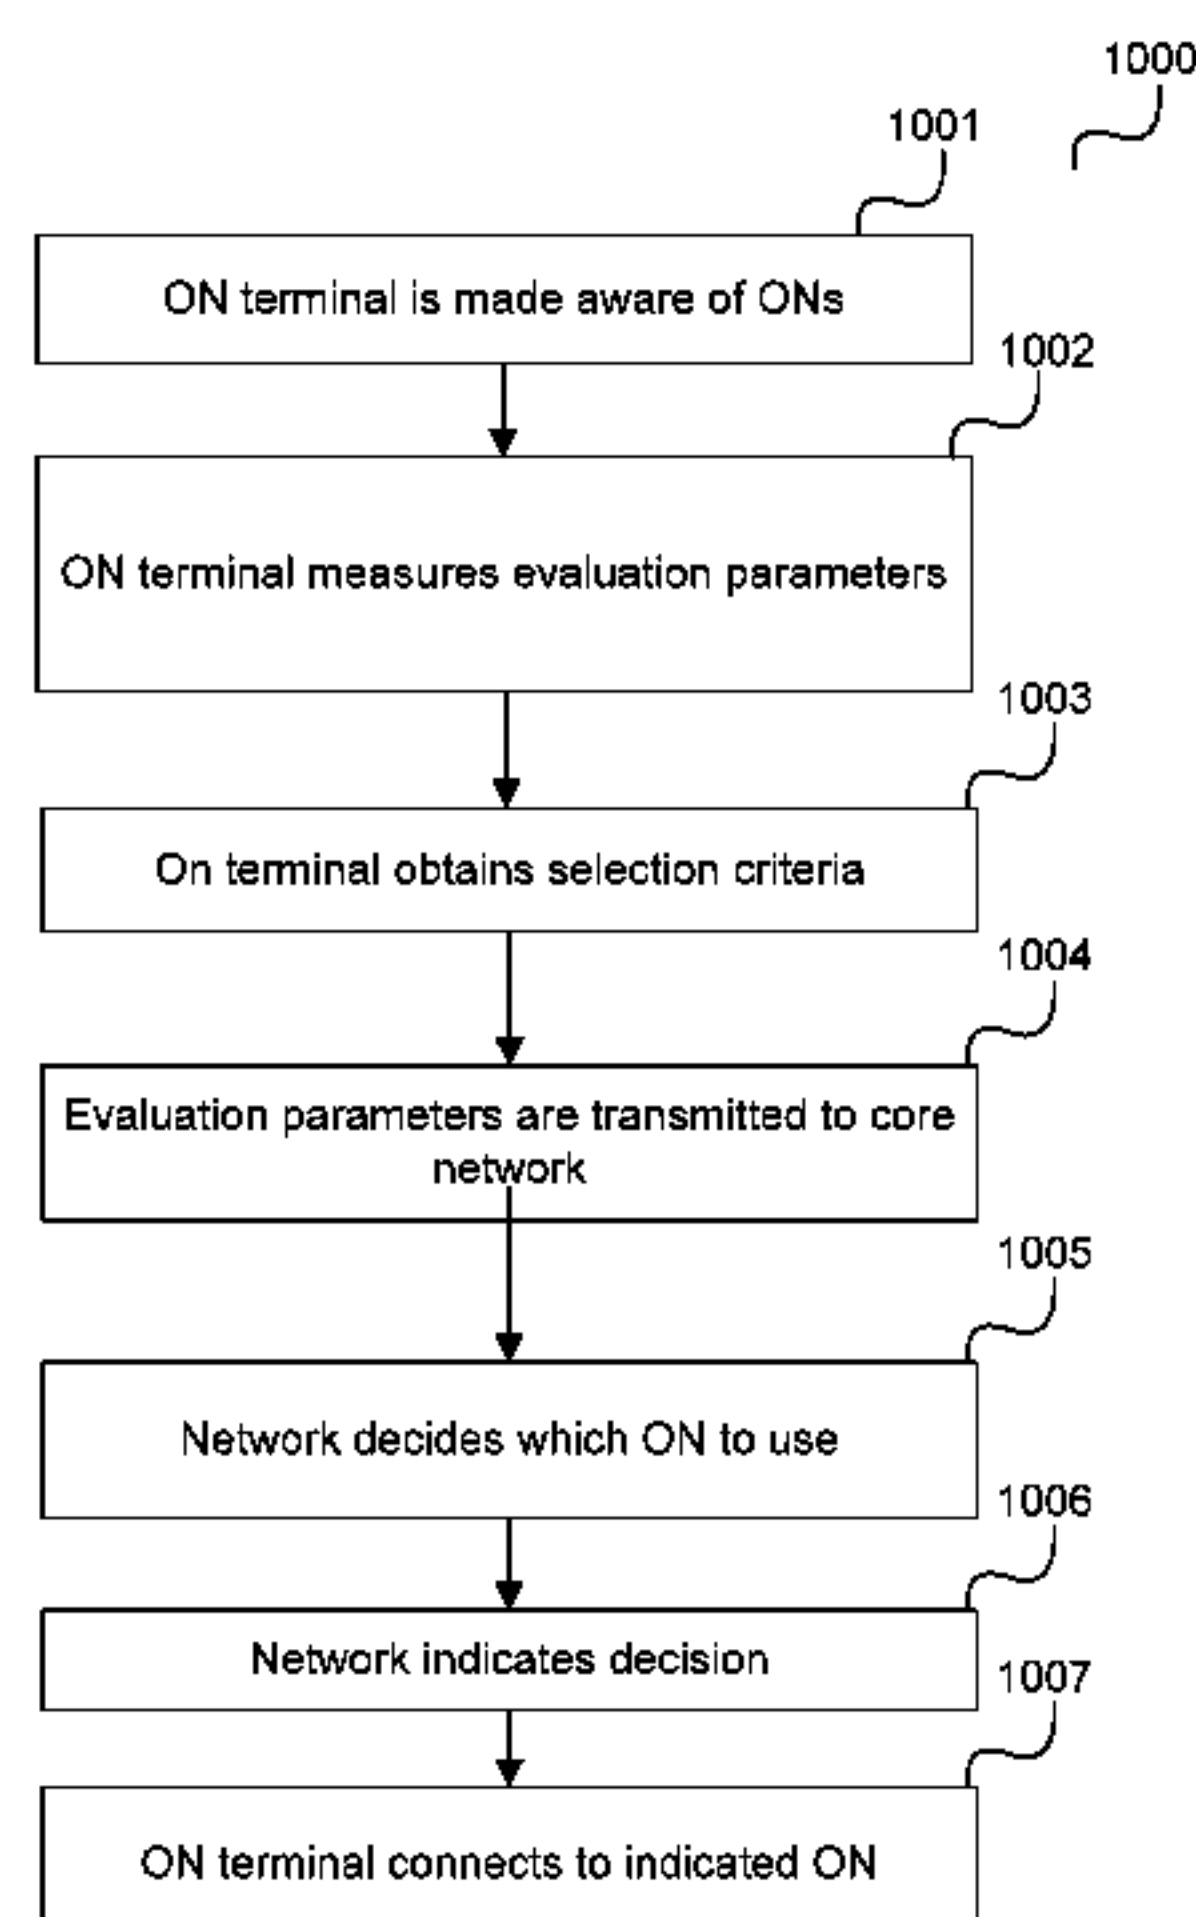 1000
1001
ON terminal is made aware of ONs
1002
ON terminal measures evaluation parameters
1003
On terminal obtains selection criteria
1004
Evaluation parameters are transmitted to core
network
1005
Network decides which ON to use
1006
Network indicates decision
1007
ON terminal connects to indicated ON